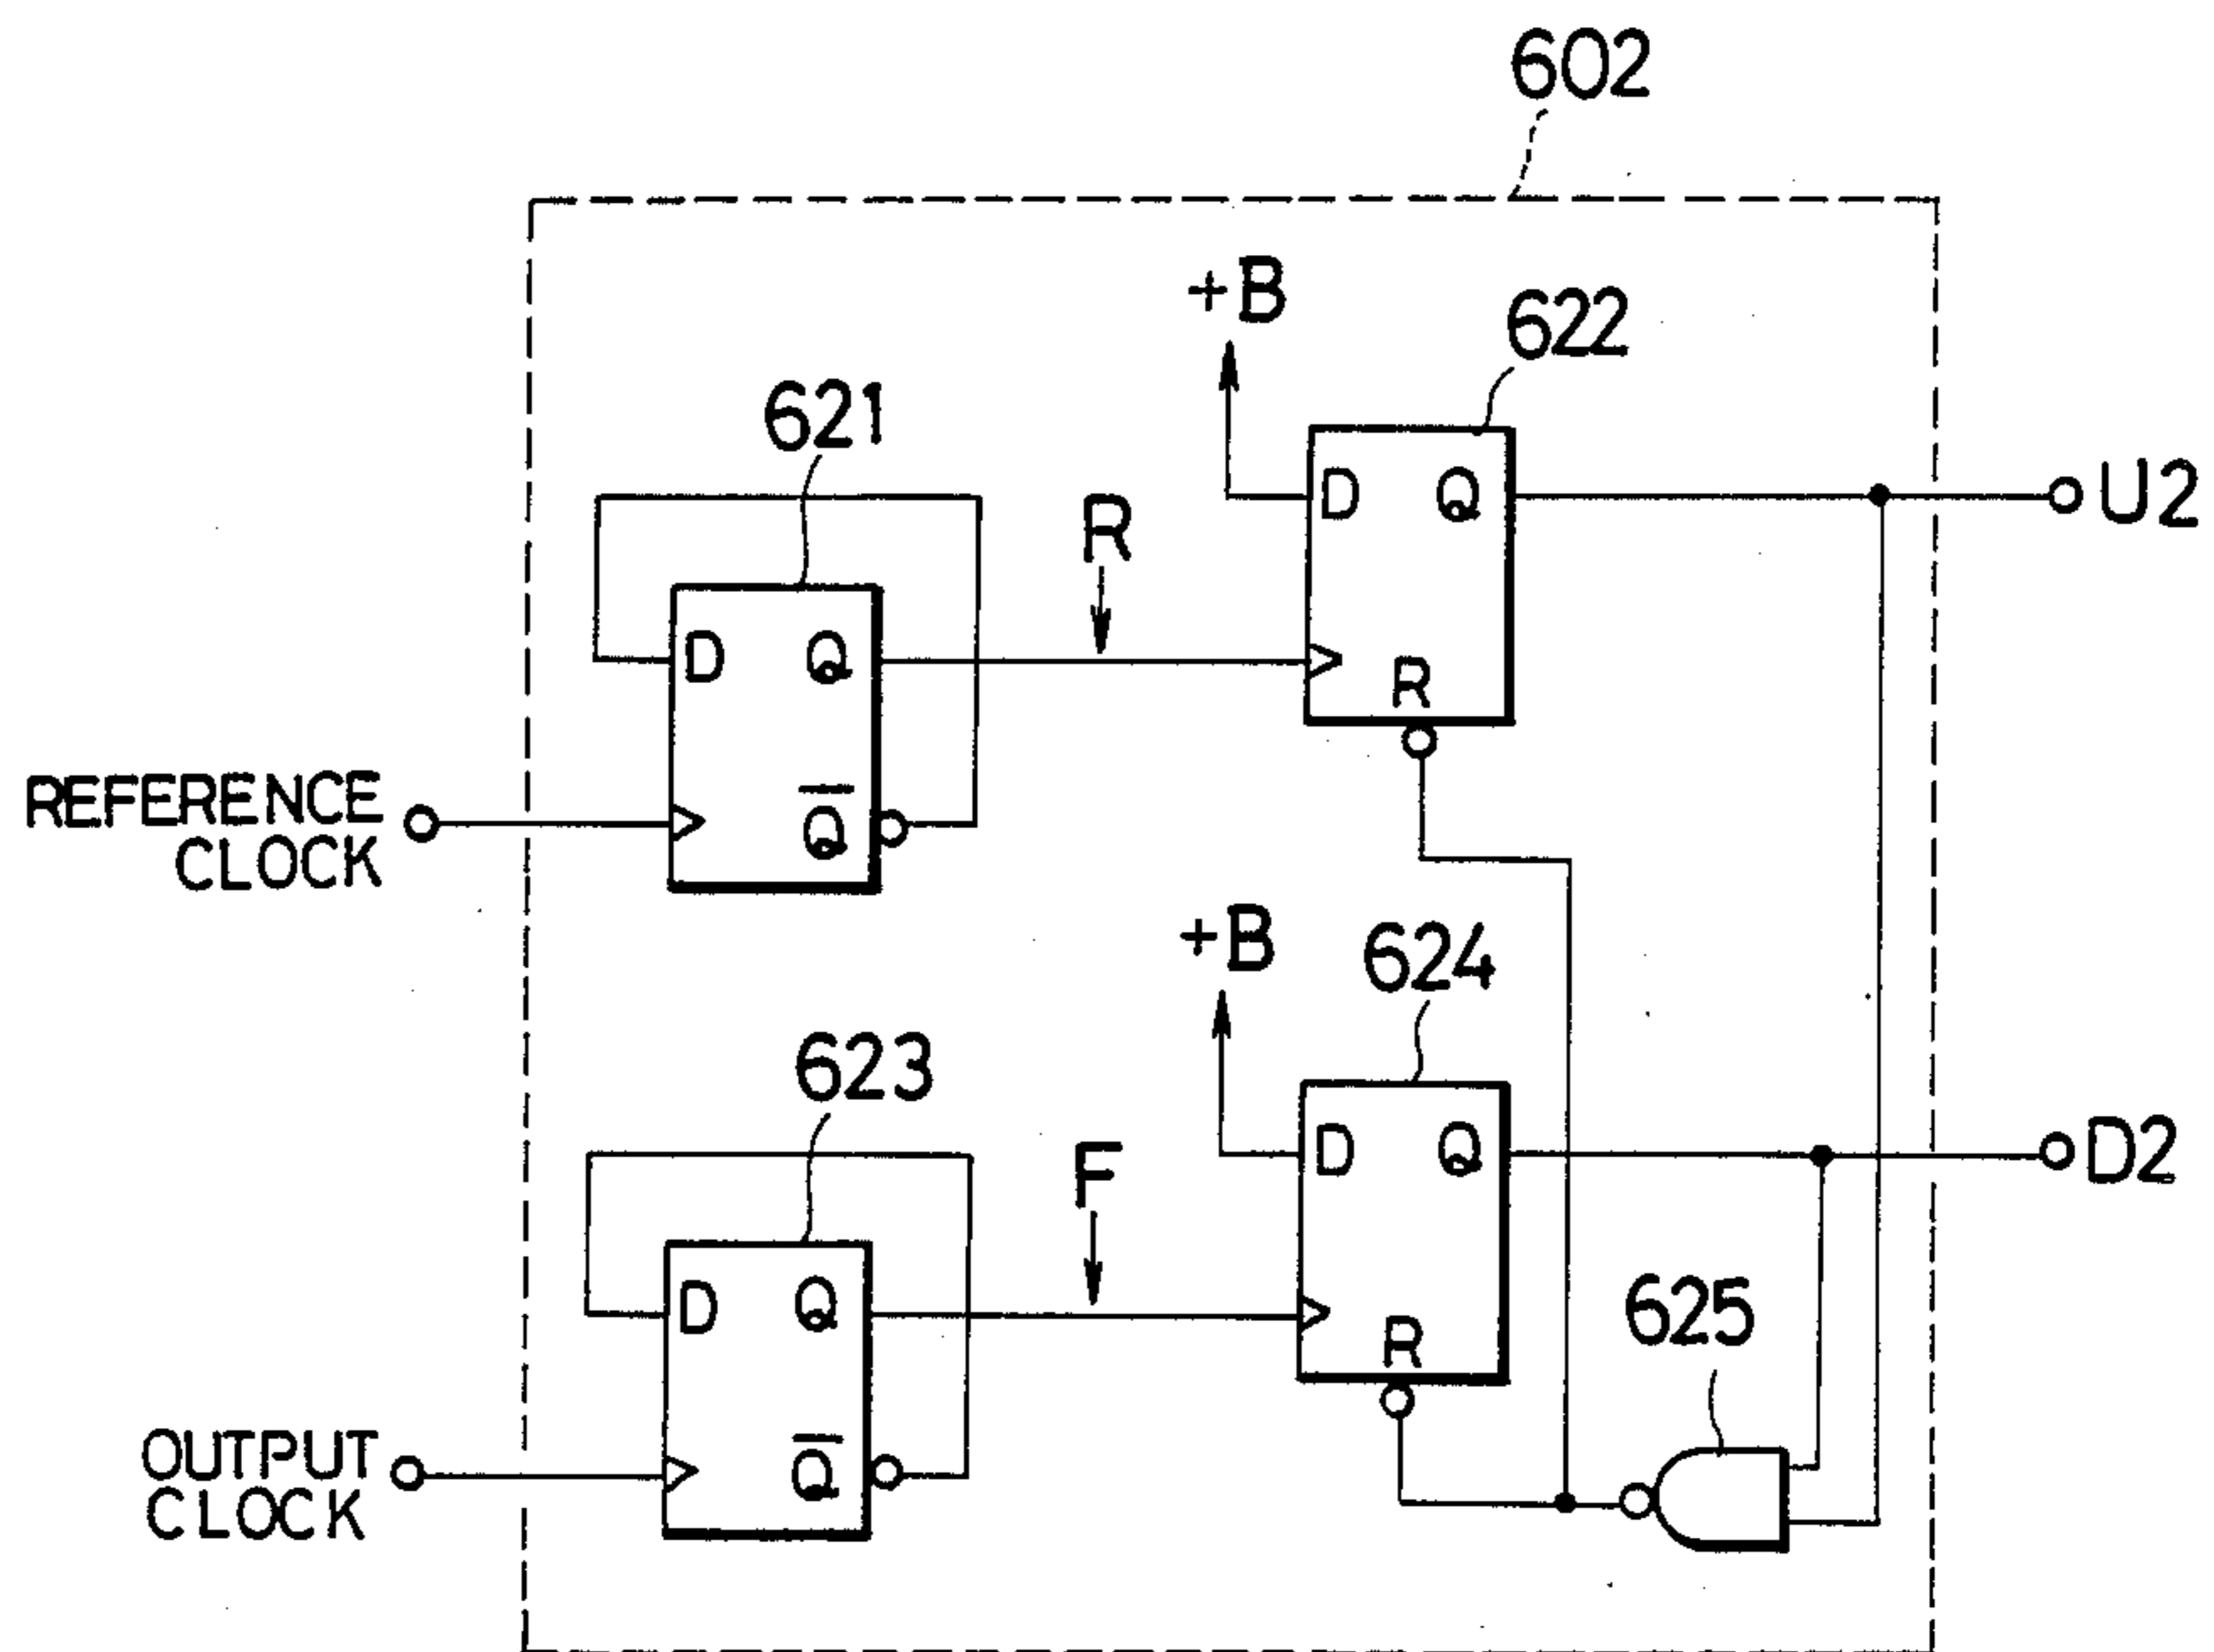 602
+B
622
621
R
D Q
U2
D Q
R
Q̅
REFERENCE
CLOCK
+B
624
623
F
D Q
D2
D Q
625
R
Q̅
OUTPUT
CLOCK